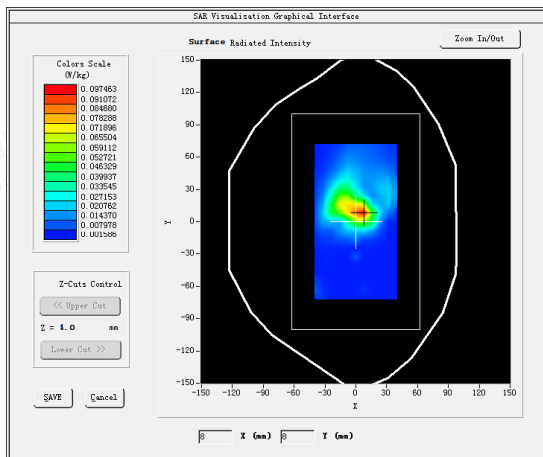 SAR Visualization Graphical Interface
Surface Radiated Intensity
Zoom In/Out
Colors Scale
(W/kg)
0.097463
0.091072
0.084680
0.078288
0.071896
0.065504
0.059112
0.052721
0.046329
0.039937
0.033545
0.027153
0.020762
0.014370
0.007978
0.001586
Z-Cuts Control
<< Upper Cut
Z = 4.0 mm
Lower Cut >>
SAVE Cancel
150
120
90
60
30
0
-30
-60
-90
-120
-150
Y
-150 -120 -90 -60 -30 0 30 60 90 120 150
X
8 X (mm) 8 Y (mm)